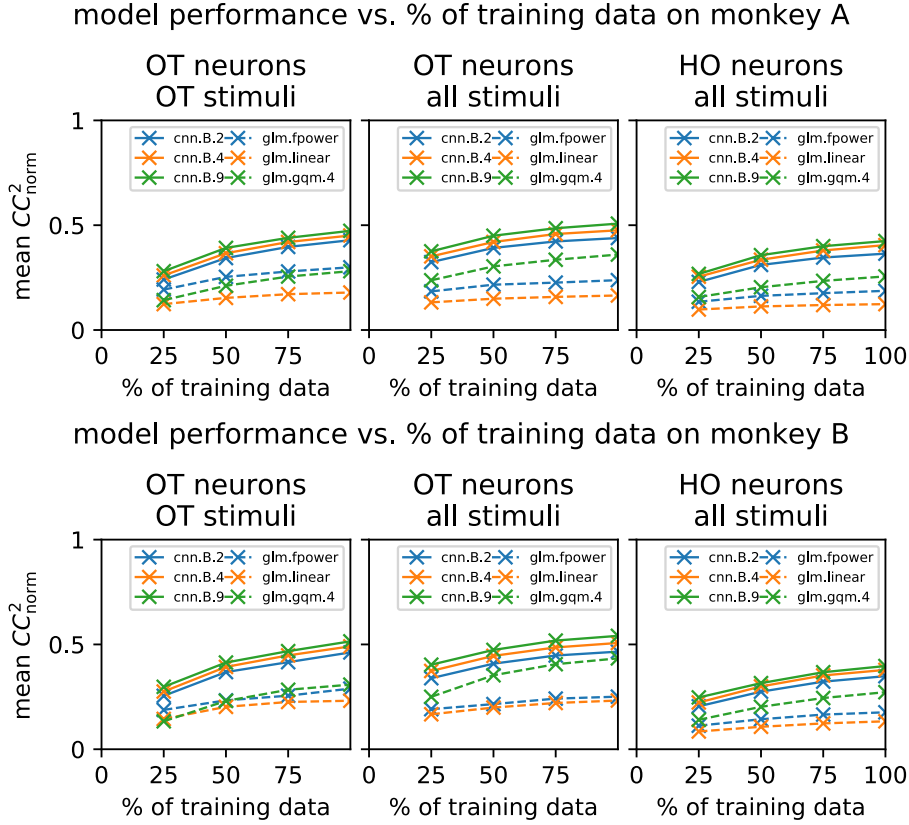 model performance vs. % of training data on monkey A
OT neurons
OT stimuli
OT neurons
all stimuli
HO neurons
all stimuli
mean CC²norm
1
0.5
0
cnn.B.2 glm.fpower
cnn.B.4 glm.linear
cnn.B.9 glm.gqm.4
cnn.B.2 glm.fpower
cnn.B.4 glm.linear
cnn.B.9 glm.gqm.4
cnn.B.2 glm.fpower
cnn.B.4 glm.linear
cnn.B.9 glm.gqm.4
0 25 50 75
0 25 50 75
0 25 50 75 100
% of training data
% of training data
% of training data
model performance vs. % of training data on monkey B
OT neurons
OT stimuli
OT neurons
all stimuli
HO neurons
all stimuli
mean CC²norm
1
0.5
0
cnn.B.2 glm.fpower
cnn.B.4 glm.linear
cnn.B.9 glm.gqm.4
cnn.B.2 glm.fpower
cnn.B.4 glm.linear
cnn.B.9 glm.gqm.4
cnn.B.2 glm.fpower
cnn.B.4 glm.linear
cnn.B.9 glm.gqm.4
0 25 50 75
0 25 50 75
0 25 50 75 100
% of training data
% of training data
% of training data